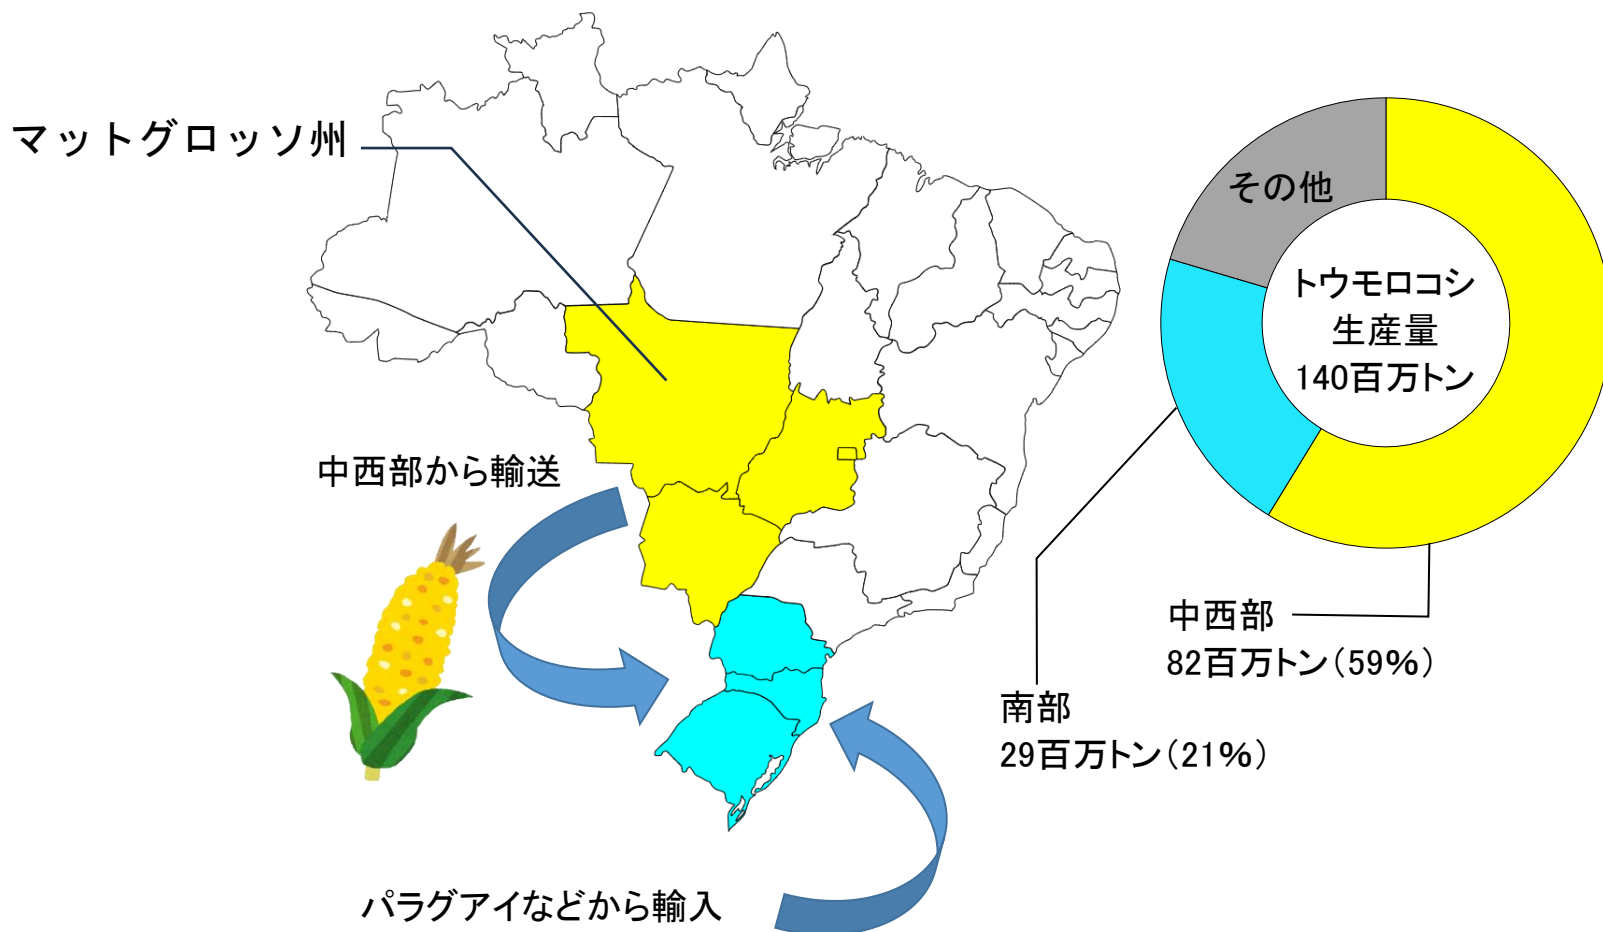 マットグロッソ州
中西部から輸送
パラグアイなどから輸入
その他
トウモロコシ
生産量
140百万トン
中西部
82百万トン(59%)
南部
29百万トン(21%)